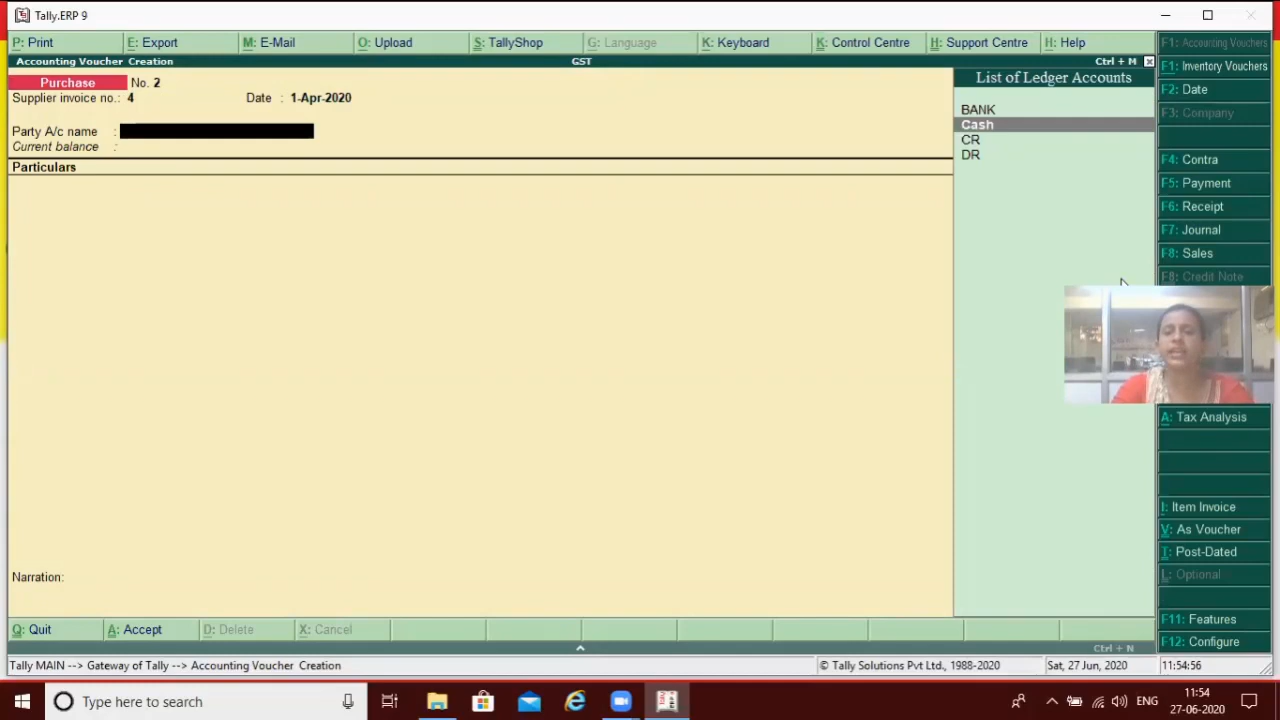 Tally.ERP 9
P: Print E: Export M: E-Mail O: Upload S: TallyShop G: Language K: Keyboard K: Control Centre H: Support Centre H: Help
Accounting Voucher Creation GST Ctrl + M
Purchase No. 2
Supplier invoice no.: 4 Date : 1-Apr-2020
Party A/c name :
Current balance :
Particulars
Narration:
List of Ledger Accounts
BANK
Cash
CR
DR
F1: Accounting Vouchers
F1: Inventory Vouchers
F2: Date
F3: Company
F4: Contra
F5: Payment
F6: Receipt
F7: Journal
F8: Sales
F8: Credit Note
A: Tax Analysis
I: Item Invoice
V: As Voucher
T: Post-Dated
L: Optional
F11: Features
F12: Configure
Q: Quit A: Accept D: Delete X: Cancel
Ctrl + N
Tally MAIN --> Gateway of Tally --> Accounting Voucher Creation © Tally Solutions Pvt Ltd., 1988-2020 Sat, 27 Jun, 2020 11:54:56
Type here to search ENG 11:54
27-06-2020